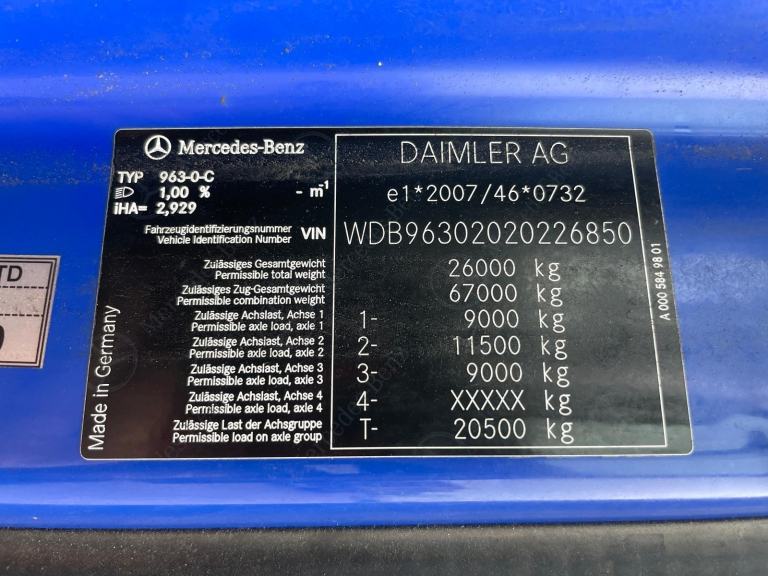 Mercedes-Benz
DAIMLER AG
TYP 963-0-C
1,00 % - m-1
iHA= 2,929
e1*2007/46*0732
Fahrzeugidentifizierungsnummer
Vehicle Identification Number VIN WDB96302020226850
Zulässiges Gesamtgewicht
Permissible total weight 26000 kg
Zulässiges Zug-Gesamtgewicht
Permissible combination weight 67000 kg
Zulässige Achslast, Achse 1
Permissible axle load, axle 1 1- 9000 kg
Zulässige Achslast, Achse 2
Permissible axle load, axle 2 2- 11500 kg
Zulässige Achslast, Achse 3
Permissible axle load, axle 3 3- 9000 kg
Zulässige Achslast, Achse 4
Permissible axle load, axle 4 4- XXXXX kg
Zulässige Last der Achsgruppe
Permissible load on axle group T- 20500 kg
Made in Germany
A 000 584 98 01
TD